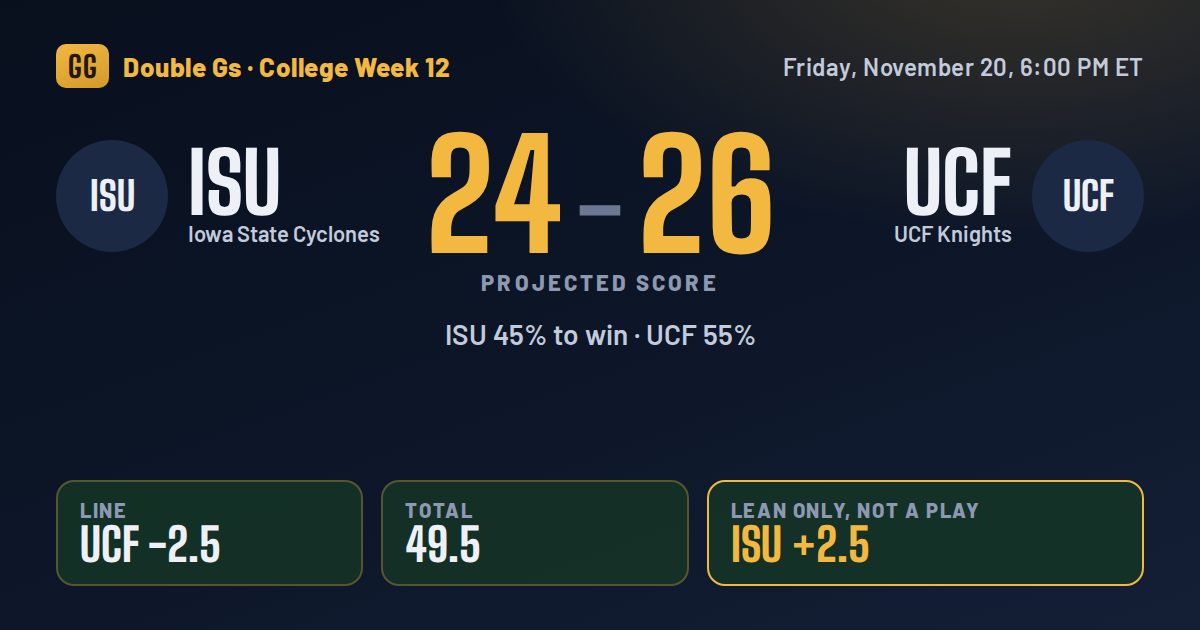 GG Double Gs · College Week 12
Friday, November 20, 6:00 PM ET
ISU
ISU
Iowa State Cyclones
24 – 26
PROJECTED SCORE
ISU 45% to win · UCF 55%
UCF
UCF Knights
UCF
LINE
UCF −2.5
TOTAL
49.5
LEAN ONLY, NOT A PLAY
ISU +2.5